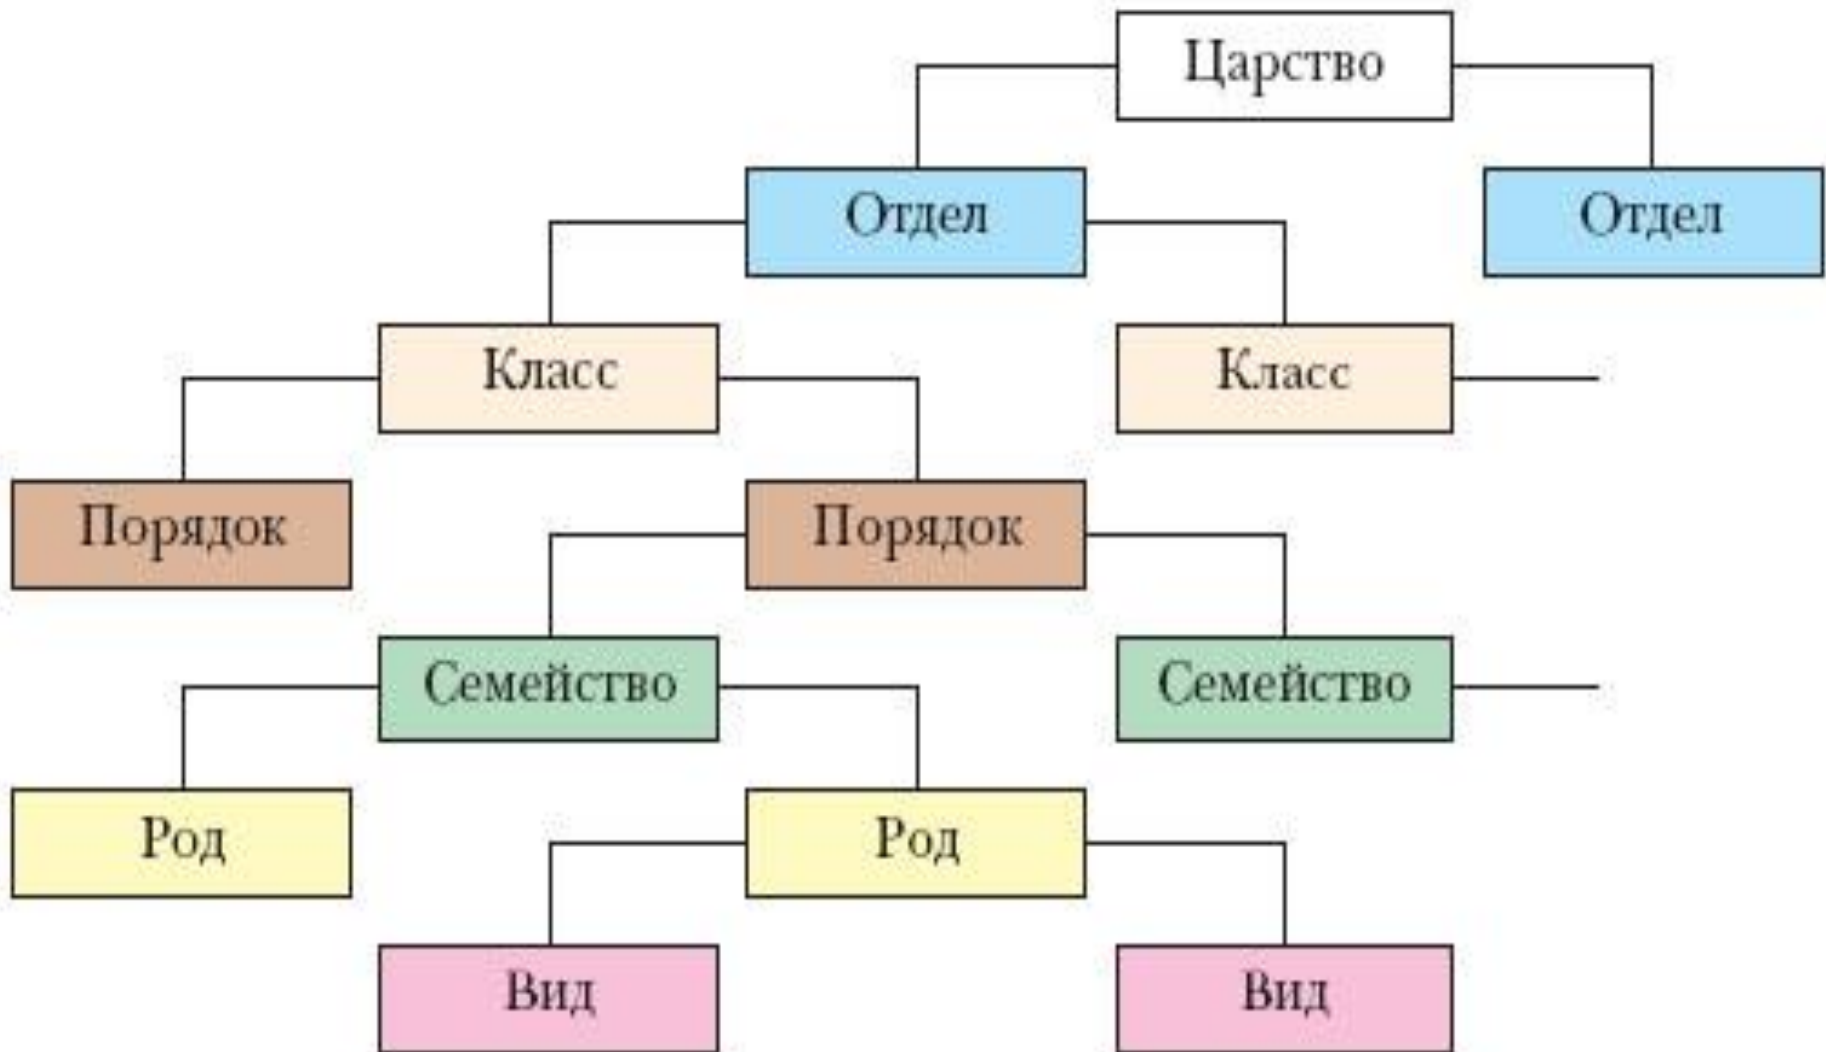 Царство
Отдел
Отдел
Класс
Класс
Порядок
Порядок
Семейство
Семейство
Род
Род
Вид
Вид